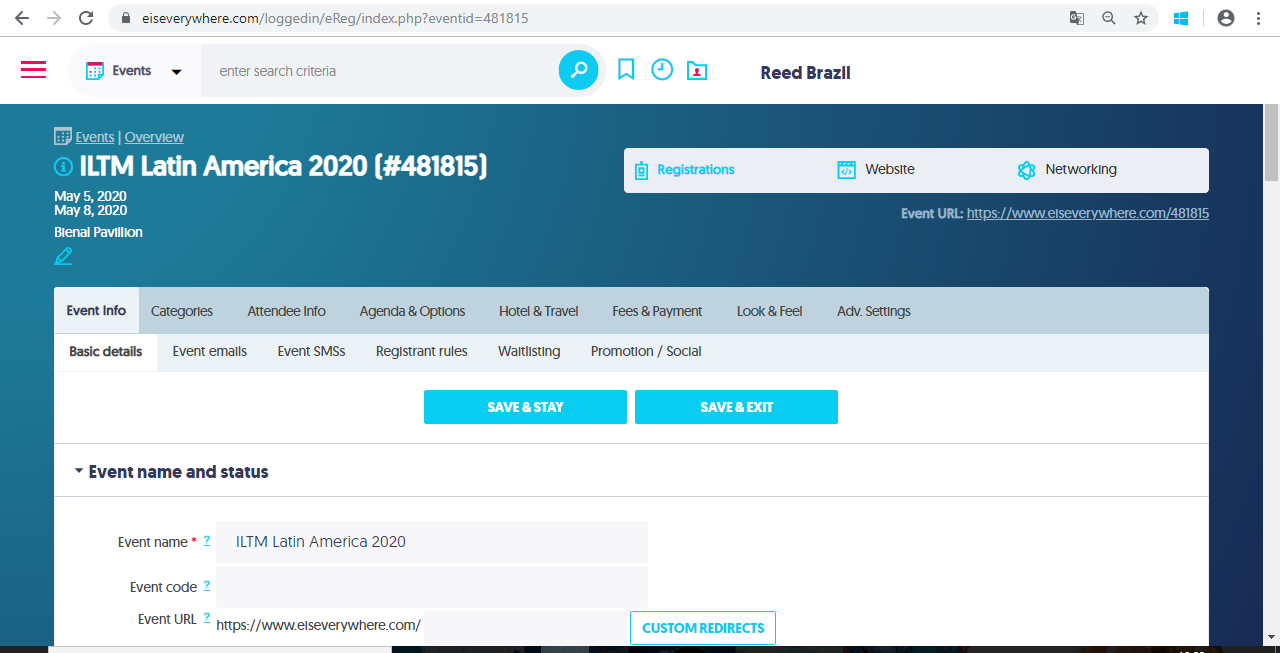 eiseverywhere.com/loggedin/eReg/index.php?eventid=481815
Events
enter search criteria
Reed Brazil
Events | Overview
ILTM Latin America 2020 (#481815)
May 5, 2020
May 8, 2020
Bienal Pavillion
Registrations
Website
Networking
Event URL: https://www.eiseverywhere.com/481815
Event Info Categories Attendee Info Agenda & Options Hotel & Travel Fees & Payment Look & Feel Adv. Settings
Basic details Event emails Event SMSs Registrant rules Waitlisting Promotion / Social
SAVE & STAY SAVE & EXIT
Event name and status
Event name * ? ILTM Latin America 2020
Event code ?
Event URL ? https://www.eiseverywhere.com/ CUSTOM REDIRECTS